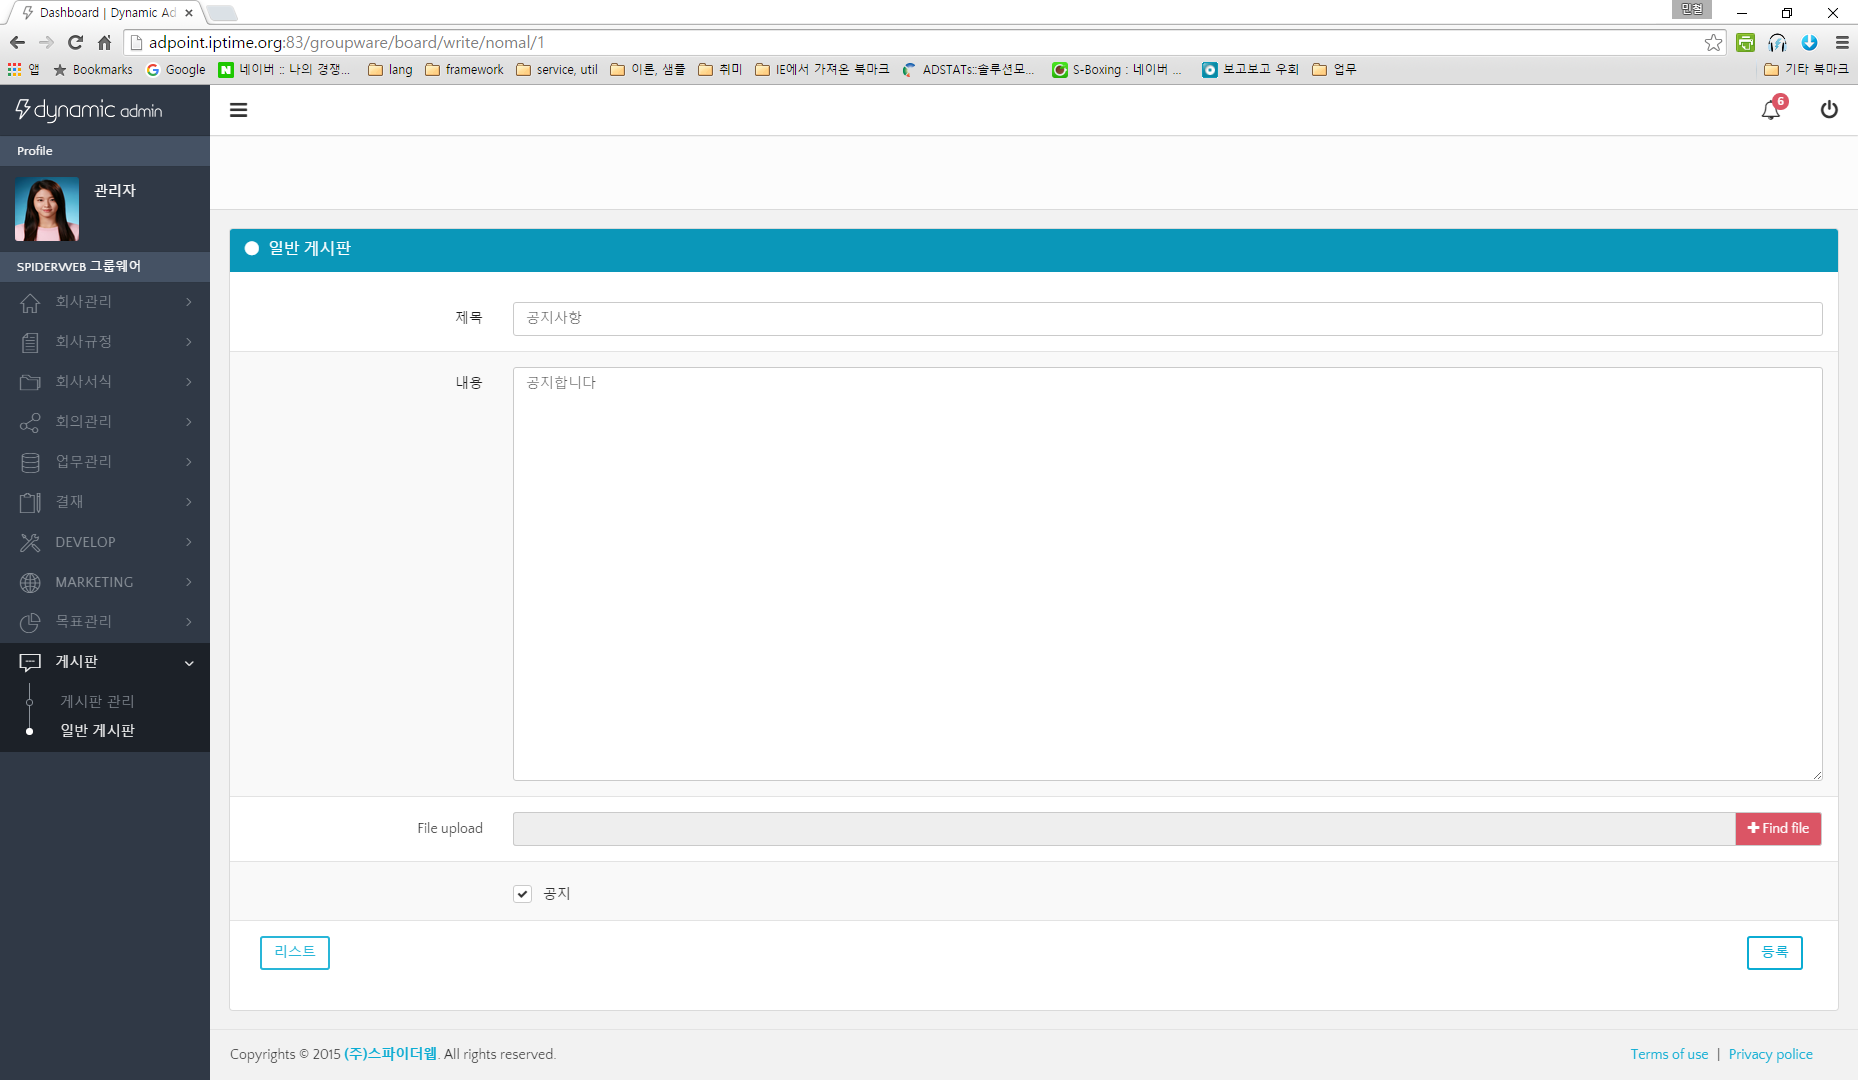 Dashboard | Dynamic Ad
민철
adpoint.iptime.org:83/groupware/board/write/nomal/1
앱 Bookmarks Google 네이버 :: 나의 경쟁... lang framework service, util 이론, 샘플 취미 IE에서 가져온 북마크 ADSTATs::솔루션모... S-Boxing : 네이버 ... 보고보고 우회 업무 기타 북마크
dynamic admin
6
Profile
관리자
SPIDERWEB 그룹웨어
회사관리
회사규정
회사서식
회의관리
업무관리
결재
DEVELOP
MARKETING
목표관리
게시판
게시판 관리
일반 게시판
일반 게시판
제목 공지사항
내용 공지합니다
File upload Find file
공지
리스트 등록
Copyrights © 2015 (주)스파이더웹. All rights reserved.
Terms of use | Privacy police